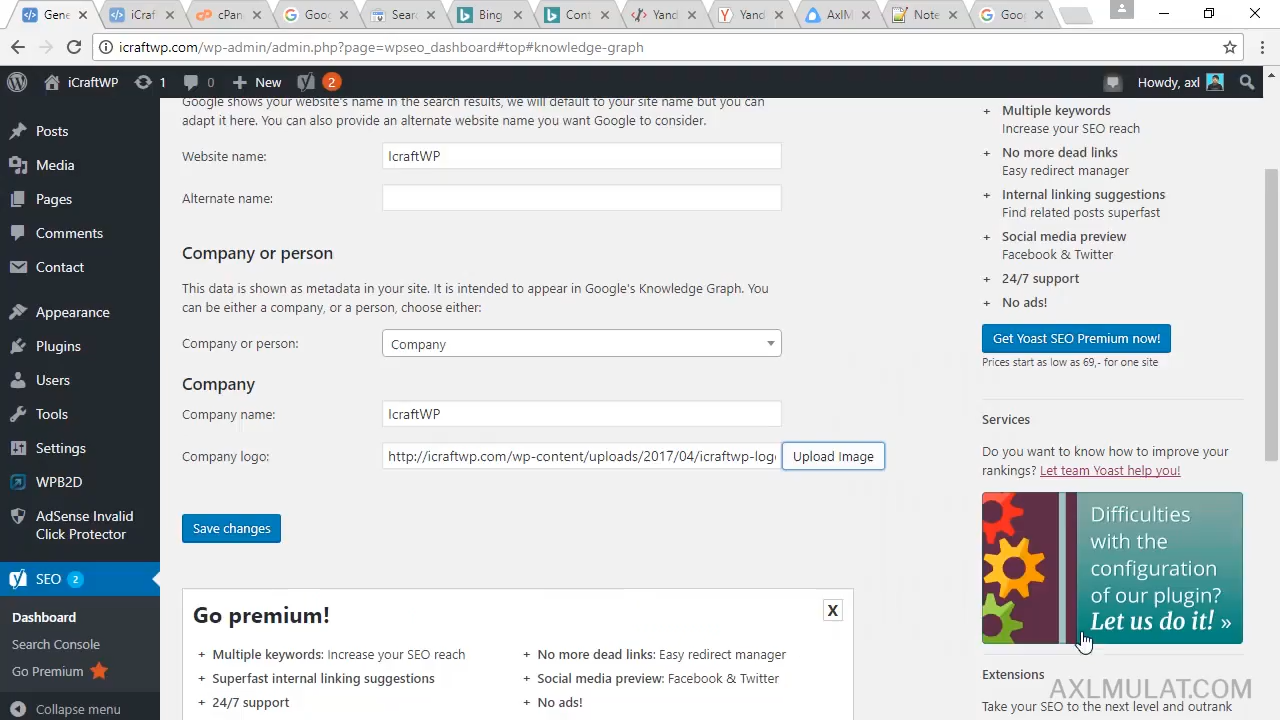 Gene
iCraf
cPan
Goog
Searc
Bing
Cont
Yand
Yand
AxlM
Note
Goog
icraftwp.com/wp-admin/admin.php?page=wpseo_dashboard#top#knowledge-graph
iCraftWP
1
0
New
2
Howdy, axl
Posts
Media
Pages
Comments
Contact
Appearance
Plugins
Users
Tools
Settings
WPB2D
AdSense Invalid
Click Protector
SEO 2
Dashboard
Search Console
Go Premium
Collapse menu
Google shows your website's name in the search results, we will default to your site name but you can
adapt it here. You can also provide an alternate website name you want Google to consider.
Website name: IcraftWP
Alternate name:
Company or person
This data is shown as metadata in your site. It is intended to appear in Google's Knowledge Graph. You
can be either a company, or a person, choose either:
Company or person: Company
Company
Company name: IcraftWP
Company logo: http://icraftwp.com/wp-content/uploads/2017/04/icraftwp-log Upload Image
Save changes
Go premium!
X
+ Multiple keywords: Increase your SEO reach
+ Superfast internal linking suggestions
+ 24/7 support
+ No more dead links: Easy redirect manager
+ Social media preview: Facebook & Twitter
+ No ads!
+ Multiple keywords
Increase your SEO reach
+ No more dead links
Easy redirect manager
+ Internal linking suggestions
Find related posts superfast
+ Social media preview
Facebook & Twitter
+ 24/7 support
+ No ads!
Get Yoast SEO Premium now!
Prices start as low as 69,- for one site
Services
Do you want to know how to improve your
rankings? Let team Yoast help you!
Difficulties
with the
configuration
of our plugin?
Let us do it! »
Extensions
Take your SEO to the next level and outrank
AXLMULAT.COM